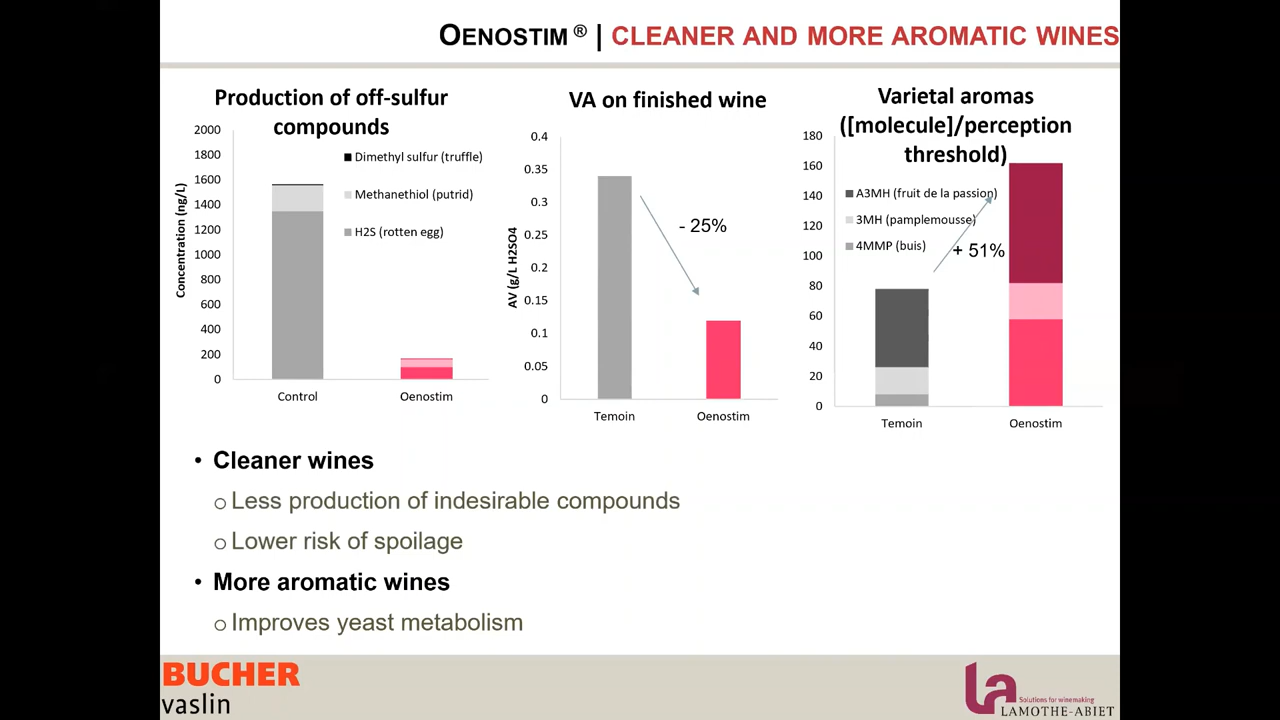 OENOSTIM ® | CLEANER AND MORE AROMATIC WINES
Production of off-sulfur
compounds
Concentration (ng/L)
2000
1800
1600
1400
1200
1000
800
600
400
200
0
Dimethyl sulfur (truffle)
Methanethiol (putrid)
H2S (rotten egg)
Control
Oenostim
VA on finished wine
AV (g/L H2SO4
0.4
0.35
0.3
0.25
0.2
0.15
0.1
0.05
0
- 25%
Temoin
Oenostim
Varietal aromas
([molecule]/perception
threshold)
180
160
140
120
100
80
60
40
20
0
A3MH (fruit de la passion)
3MH (pamplemousse)
4MMP (buis)
+ 51%
Temoin
Oenostim
• Cleaner wines
o Less production of indesirable compounds
o Lower risk of spoilage
• More aromatic wines
o Improves yeast metabolism
BUCHER
vaslin
La
Solutions for winemaking
LAMOTHE-ABIET